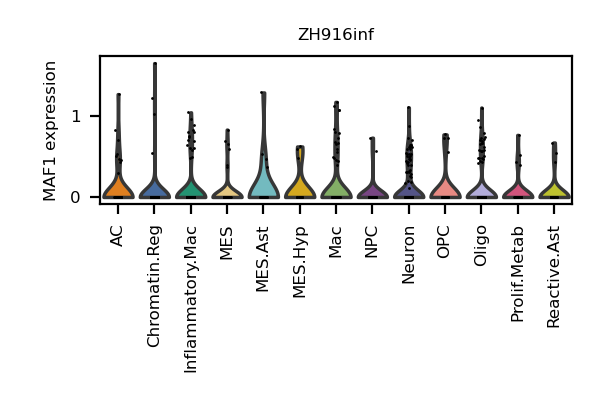 ZH916inf
MAF1 expression
1
0
AC
Chromatin.Reg
Inflammatory.Mac
MES
MES.Ast
MES.Hyp
Mac
NPC
Neuron
OPC
Oligo
Prolif.Metab
Reactive.Ast